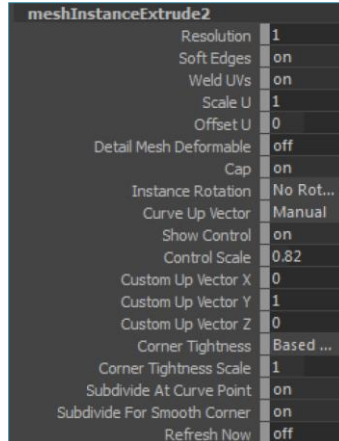 meshInstanceExtrude2
Resolution 1
Soft Edges on
Weld UVs on
Scale U 1
Offset U 0
Detail Mesh Deformable off
Cap on
Instance Rotation No Rot...
Curve Up Vector Manual
Show Control on
Control Scale 0.82
Custom Up Vector X 0
Custom Up Vector Y 1
Custom Up Vector Z 0
Corner Tightness Based ...
Corner Tightness Scale 1
Subdivide At Curve Point on
Subdivide For Smooth Corner on
Refresh Now off